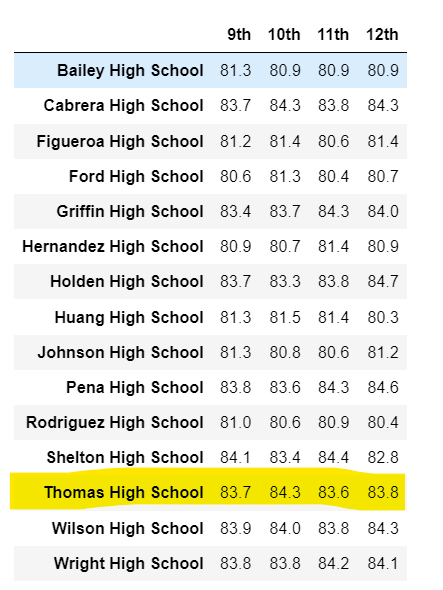 9th 10th 11th 12th
Bailey High School 81.3 80.9 80.9 80.9
Cabrera High School 83.7 84.3 83.8 84.3
Figueroa High School 81.2 81.4 80.6 81.4
Ford High School 80.6 81.3 80.4 80.7
Griffin High School 83.4 83.7 84.3 84.0
Hernandez High School 80.9 80.7 81.4 80.9
Holden High School 83.7 83.3 83.8 84.7
Huang High School 81.3 81.5 81.4 80.3
Johnson High School 81.3 80.8 80.6 81.2
Pena High School 83.8 83.6 84.3 84.6
Rodriguez High School 81.0 80.6 80.9 80.4
Shelton High School 84.1 83.4 84.4 82.8
Thomas High School 83.7 84.3 83.6 83.8
Wilson High School 83.9 84.0 83.8 84.3
Wright High School 83.8 83.8 84.2 84.1